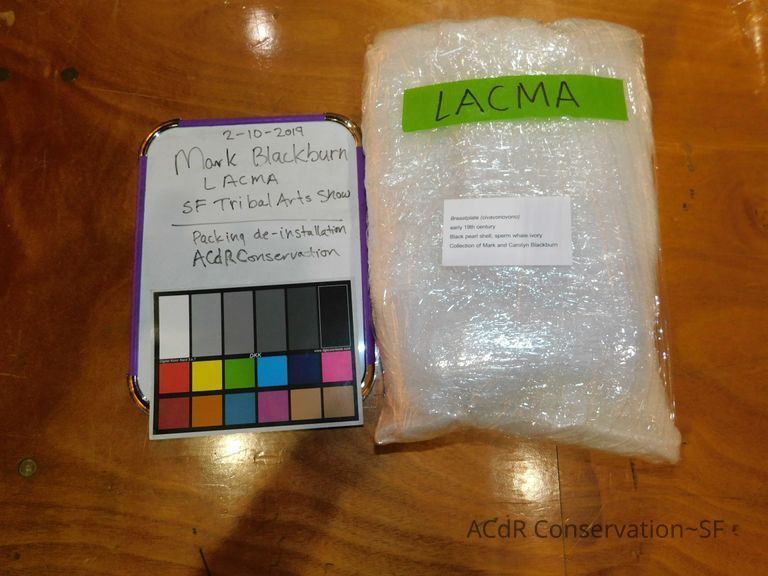 2-10-2019
Mark Blackburn
LACMA
SF Tribal Arts Show
Packing de-installation
ACdRConservation
DKK
LACMA
Breastplate (civavonovono)
early 19th century
Black pearl shell, sperm whale ivory
Collection of Mark and Carolyn Blackburn
ACdR Conservation~SF